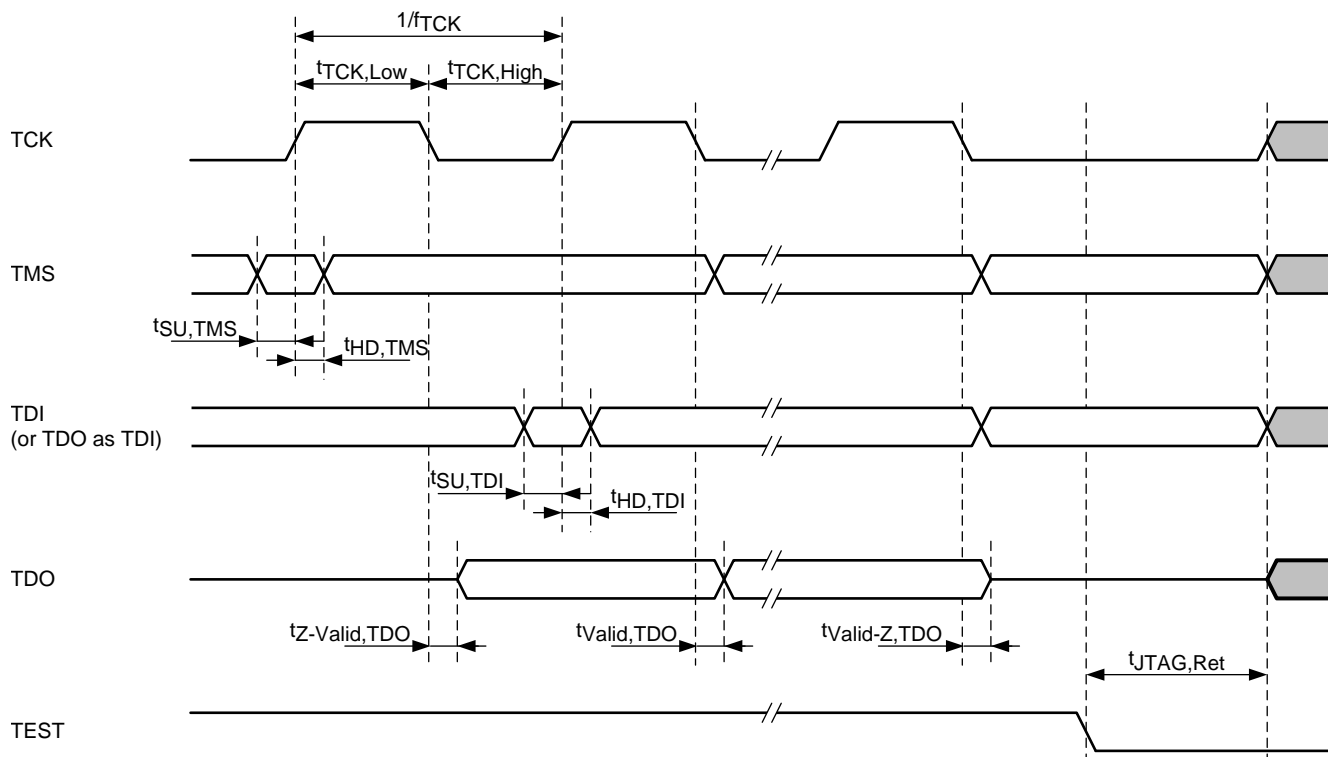 1/fTCK
tTCK,Low
tTCK,High
TCK
TMS
tSU,TMS
tHD,TMS
TDI
(or TDO as TDI)
tSU,TDI
tHD,TDI
TDO
tZ-Valid,TDO
tValid,TDO
tValid-Z,TDO
tJTAG,Ret
TEST